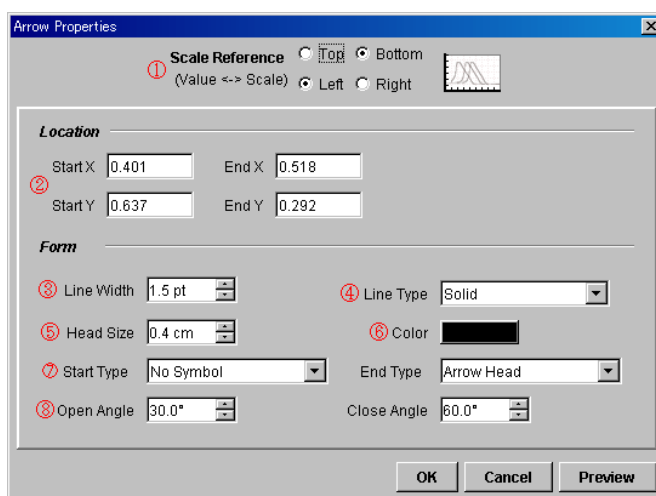 Arrow Properties
① Scale Reference Top Bottom
(Value <-> Scale) Left Right
Location
② Start X 0.401 End X 0.518
Start Y 0.637 End Y 0.292
Form
③ Line Width 1.5 pt ④ Line Type Solid
⑤ Head Size 0.4 cm ⑥ Color
⑦ Start Type No Symbol End Type Arrow Head
⑧ Open Angle 30.0° Close Angle 60.0°
OK Cancel Preview